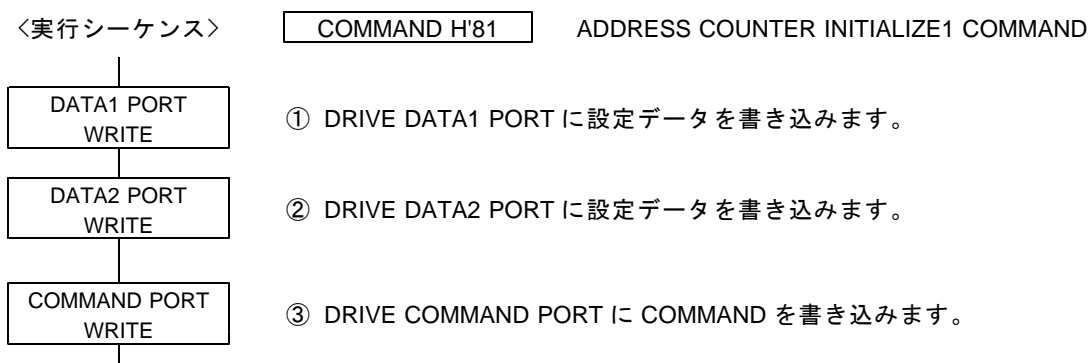 〈実行シーケンス〉 COMMAND H'81 ADDRESS COUNTER INITIALIZE1 COMMAND
DATA1 PORT
WRITE
① DRIVE DATA1 PORT に設定データを書き込みます。
DATA2 PORT
WRITE
② DRIVE DATA2 PORT に設定データを書き込みます。
COMMAND PORT
WRITE
③ DRIVE COMMAND PORT に COMMAND を書き込みます。